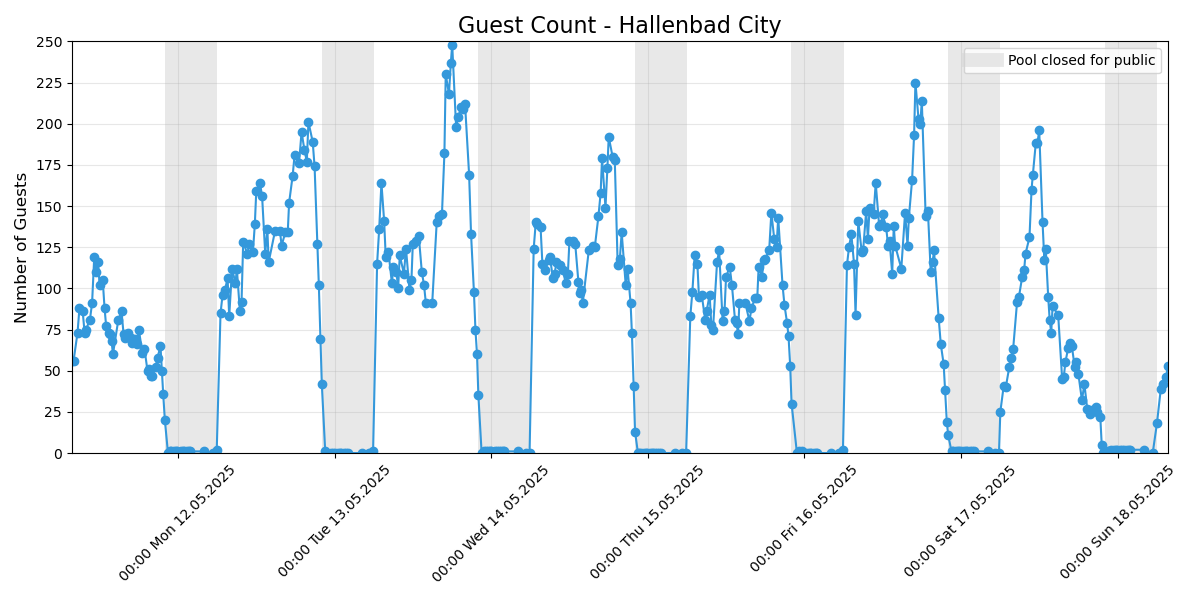 Guest Count - Hallenbad City
Pool closed for public
Number of Guests
250
225
200
175
150
125
100
75
50
25
0
00:00 Mon 12.05.2025
00:00 Tue 13.05.2025
00:00 Wed 14.05.2025
00:00 Thu 15.05.2025
00:00 Fri 16.05.2025
00:00 Sat 17.05.2025
00:00 Sun 18.05.2025